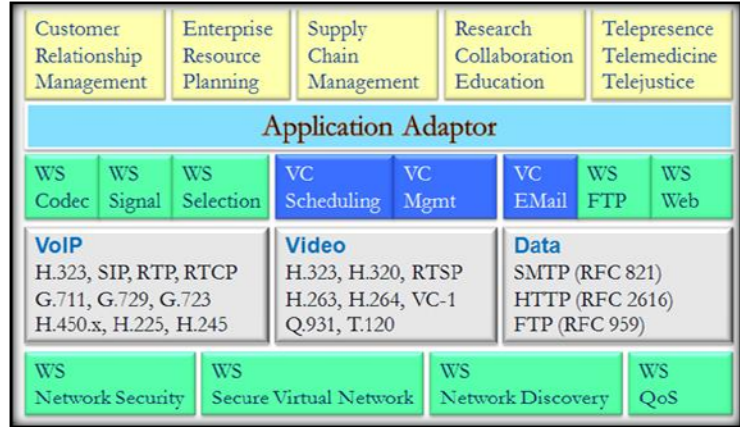 Customer
Relationship
Management
Enterprise
Resource
Planning
Supply
Chain
Management
Research
Collaboration
Education
Telepresence
Telemedicine
Telejustice
Application Adaptor
WS
Codec
WS
Signal
WS
Selection
VC
Scheduling
VC
Mgmt
VC
EMail
WS
FTP
WS
Web
VoIP
H.323, SIP, RTP, RTCP
G.711, G.729, G.723
H.450.x, H.225, H.245
Video
H.323, H.320, RTSP
H.263, H.264, VC-1
Q.931, T.120
Data
SMTP (RFC 821)
HTTP (RFC 2616)
FTP (RFC 959)
WS
Network Security
WS
Secure Virtual Network
WS
Network Discovery
WS
QoS